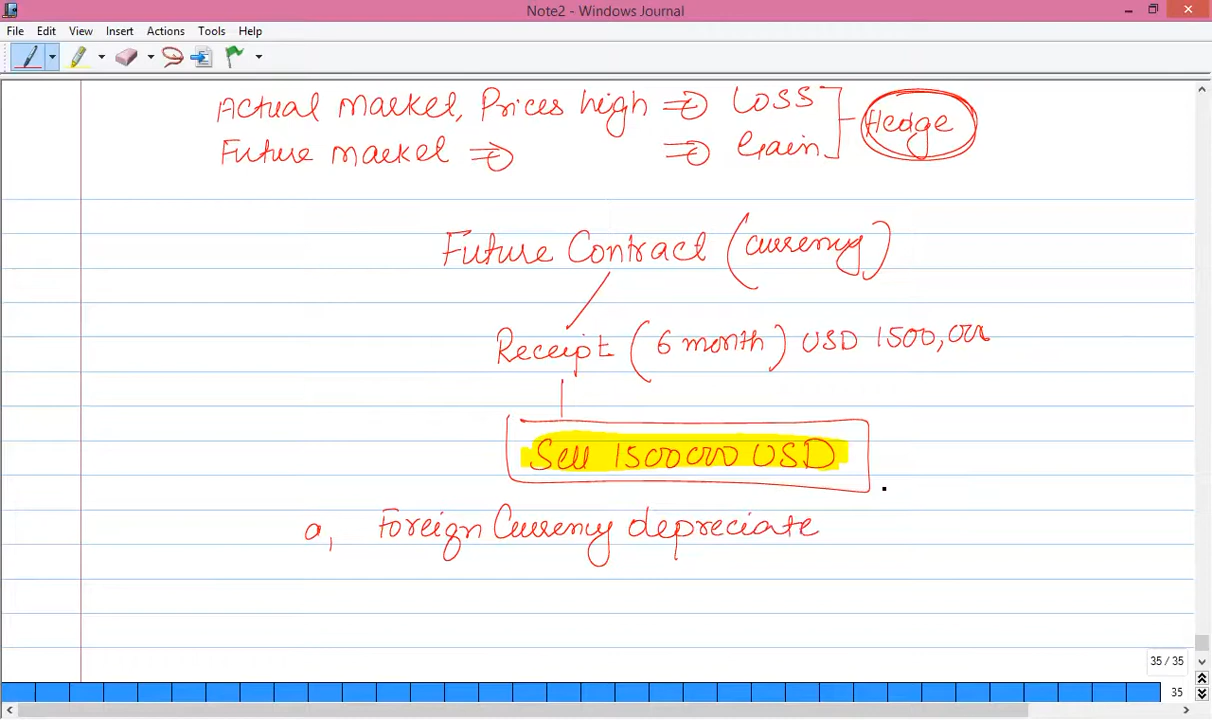 Note2 - Windows Journal
File Edit View Insert Actions Tools Help
Actual Market, Prices high ⇒ Loss
Hedge
Future Market ⇒ ⇒ Gain
Future Contract (currency)
Receipt (6 month) USD 1500,000
Sell 1500000 USD
a, Foreign Currency depreciate
35 / 35
35